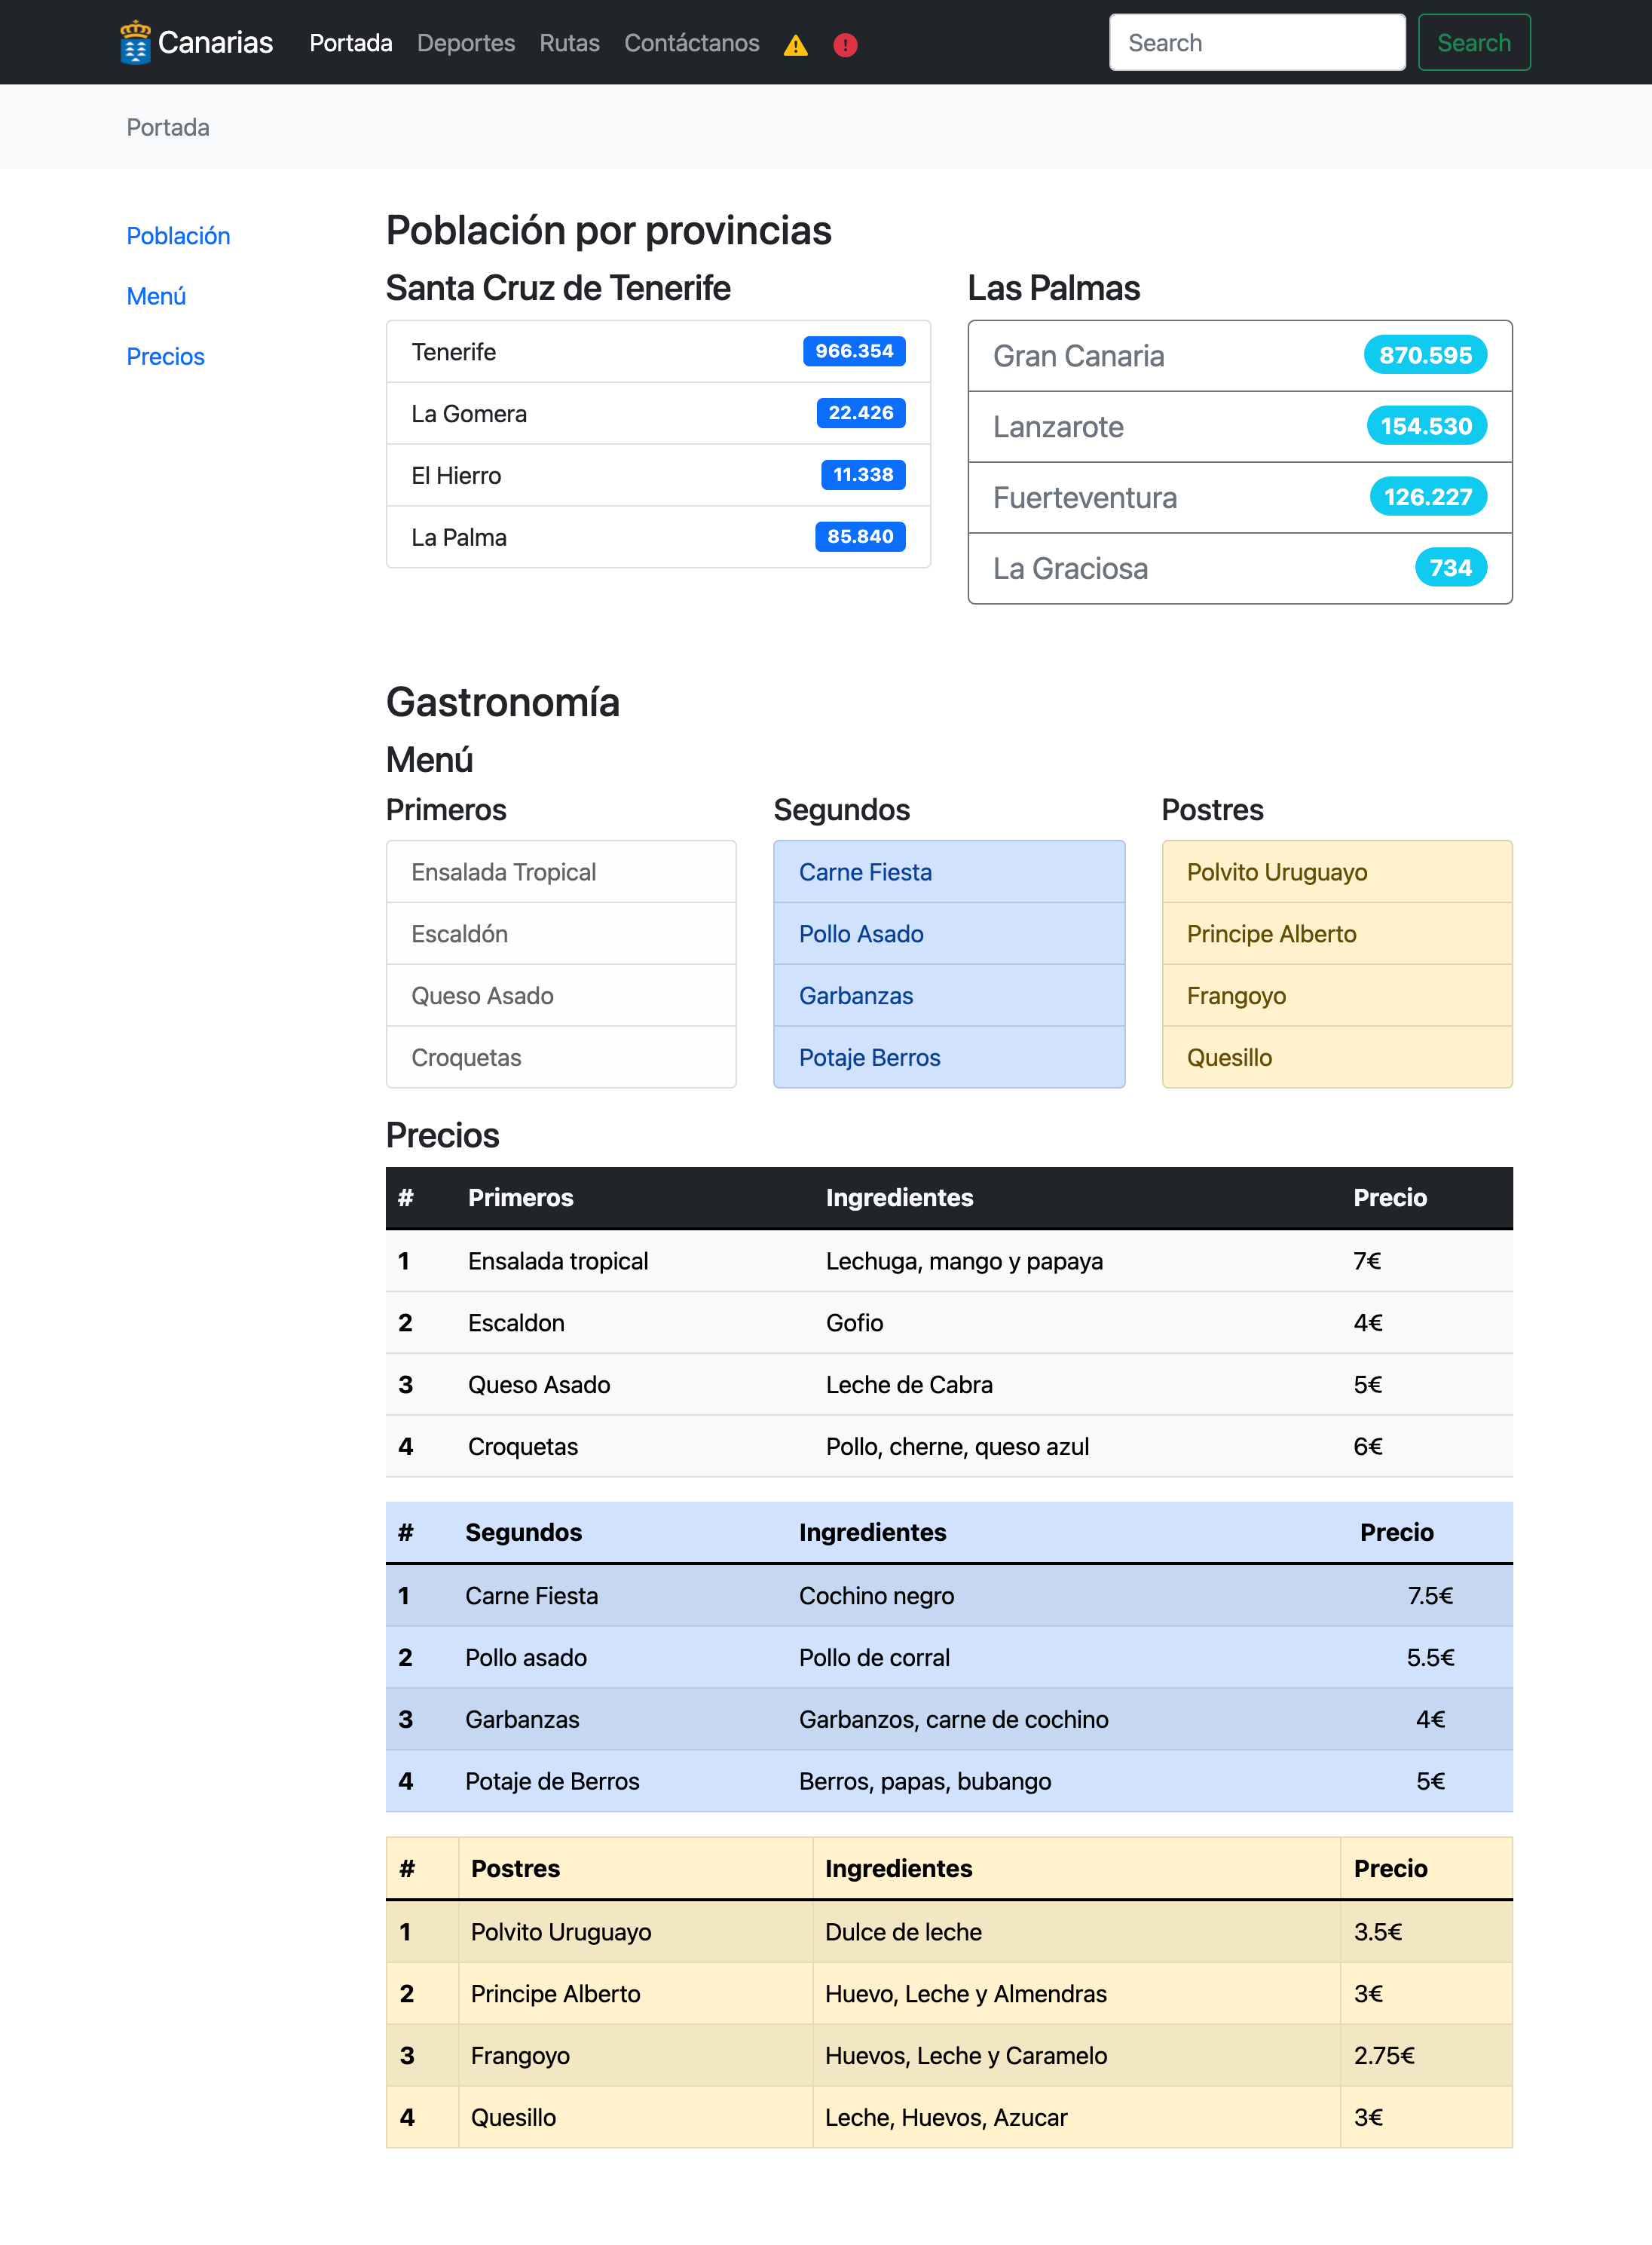 Canarias Portada Deportes Rutas Contáctanos Search Search
Portada
Población
Menú
Precios
Población por provincias
Santa Cruz de Tenerife
Tenerife 966.354
La Gomera 22.426
El Hierro 11.338
La Palma 85.840
Las Palmas
Gran Canaria 870.595
Lanzarote 154.530
Fuerteventura 126.227
La Graciosa 734
Gastronomía
Menú
Primeros
Ensalada Tropical
Escaldón
Queso Asado
Croquetas
Segundos
Carne Fiesta
Pollo Asado
Garbanzas
Potaje Berros
Postres
Polvito Uruguayo
Principe Alberto
Frangoyo
Quesillo
Precios
# Primeros Ingredientes Precio
1 Ensalada tropical Lechuga, mango y papaya 7€
2 Escaldon Gofio 4€
3 Queso Asado Leche de Cabra 5€
4 Croquetas Pollo, cherne, queso azul 6€
# Segundos Ingredientes Precio
1 Carne Fiesta Cochino negro 7.5€
2 Pollo asado Pollo de corral 5.5€
3 Garbanzas Garbanzos, carne de cochino 4€
4 Potaje de Berros Berros, papas, bubango 5€
# Postres Ingredientes Precio
1 Polvito Uruguayo Dulce de leche 3.5€
2 Principe Alberto Huevo, Leche y Almendras 3€
3 Frangoyo Huevos, Leche y Caramelo 2.75€
4 Quesillo Leche, Huevos, Azucar 3€